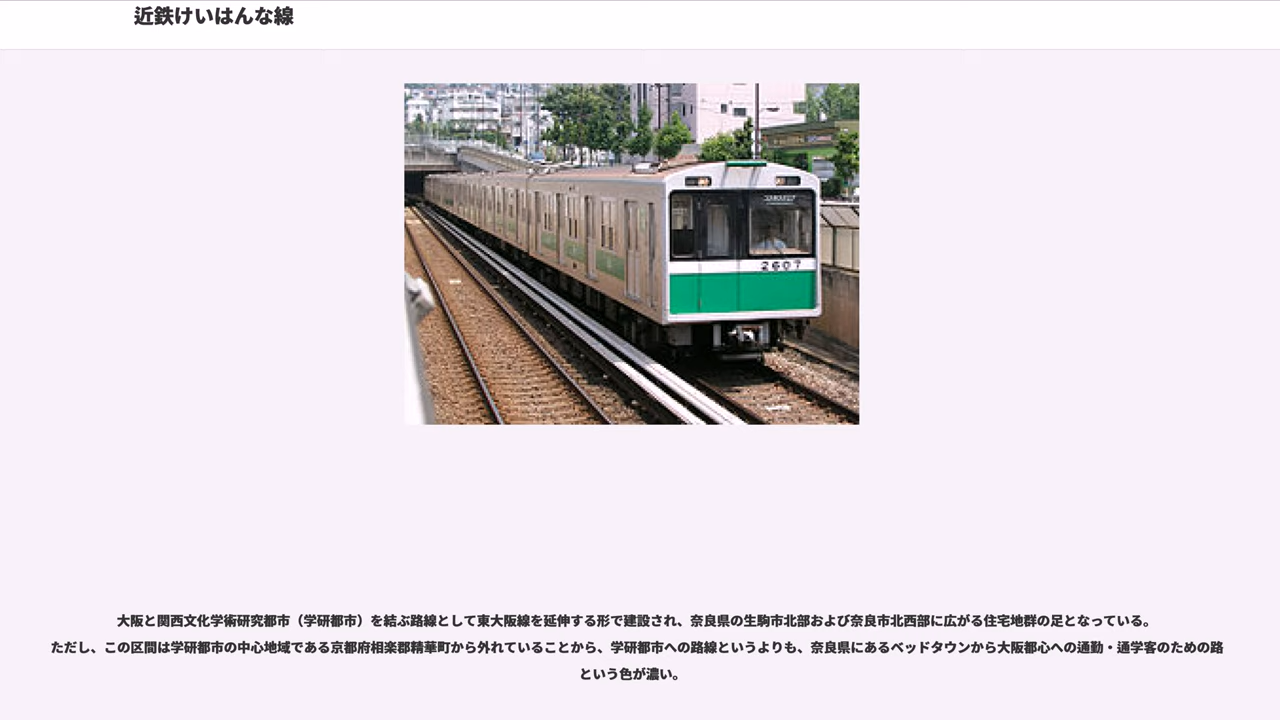 近鉄けいはんな線
2607
大阪と関西文化学術研究都市（学研都市）を結ぶ路線として東大阪線を延伸する形で建設され、奈良県の生駒市北部および奈良市北西部に広がる住宅地群の足となっている。
ただし、この区間は学研都市の中心地域である京都府相楽郡精華町から外れていることから、学研都市への路線というよりも、奈良県にあるベッドタウンから大阪都心への通勤・通学客のための路
という色が濃い。